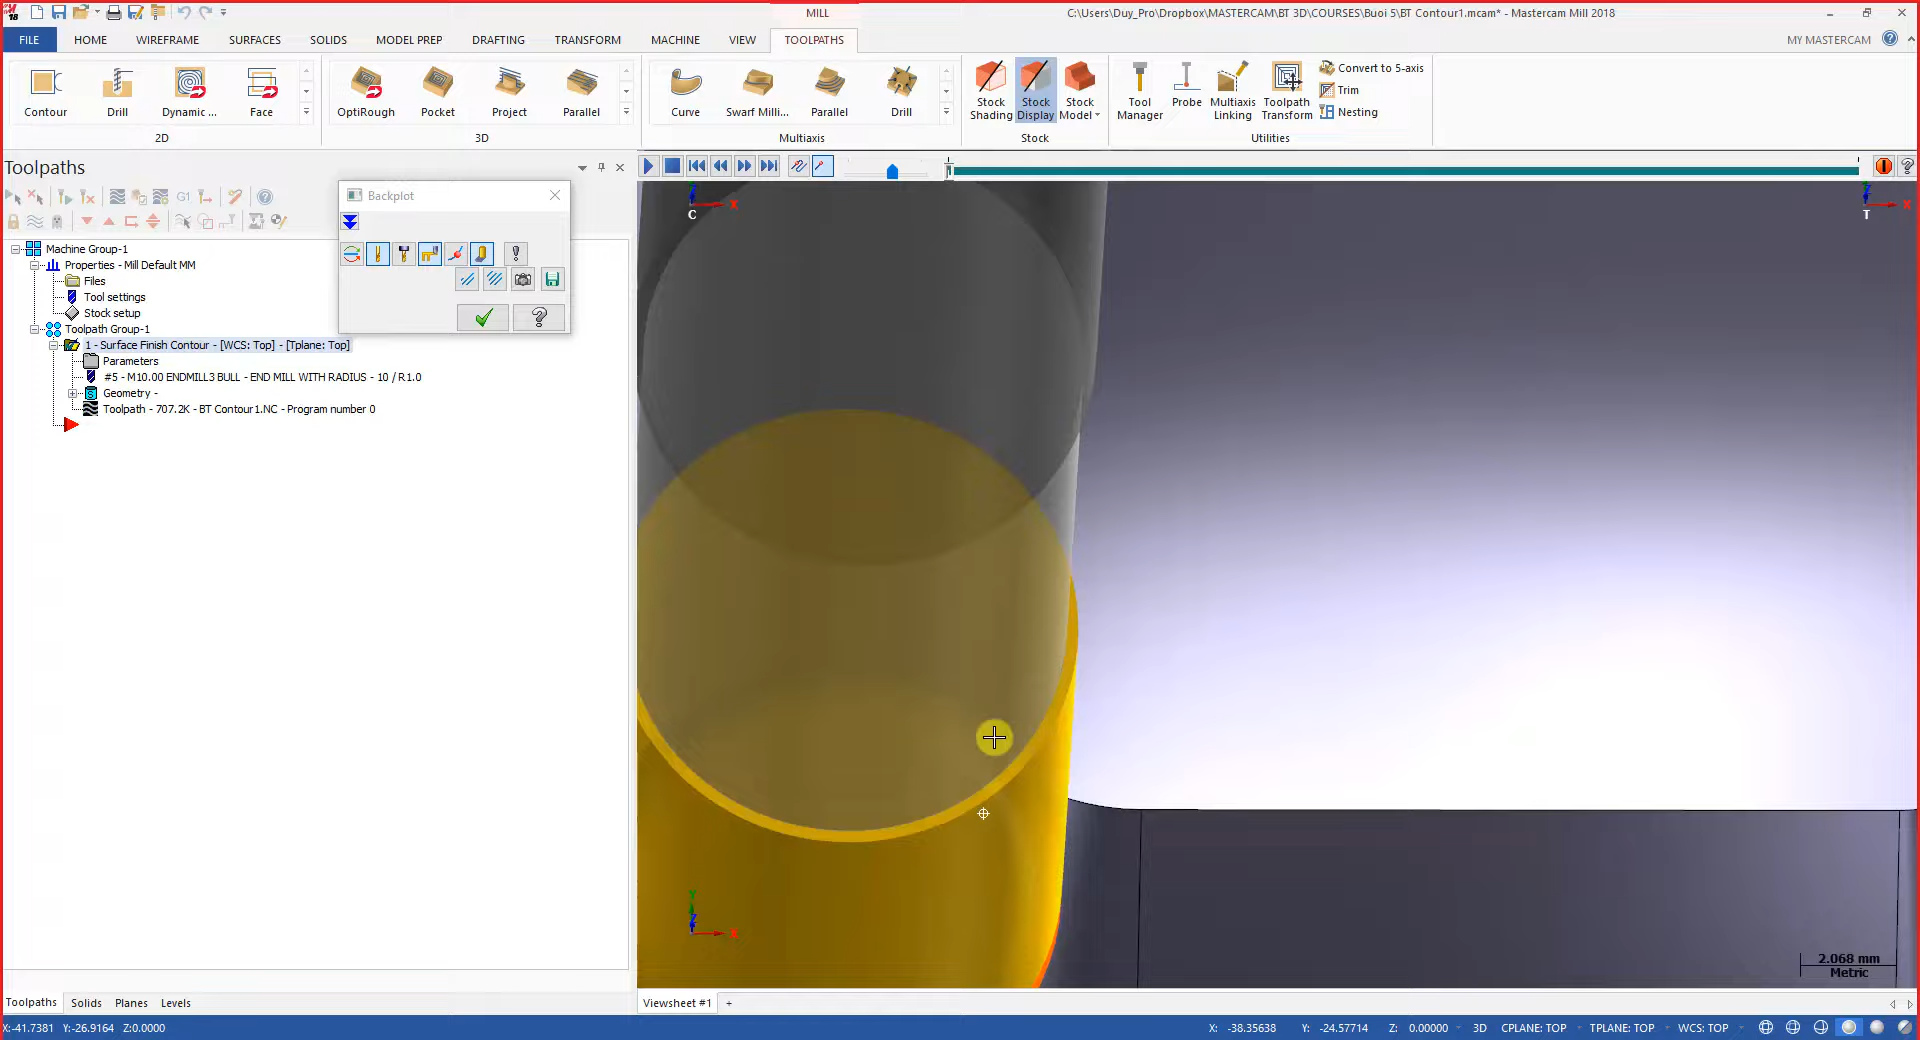 18
MILL
C:\Users\Duy_Pro\Dropbox\MASTERCAM\BT 3D\COURSES\Buoi 5\BT Contour1.mcam* - Mastercam Mill 2018
FILE HOME WIREFRAME SURFACES SOLIDS MODEL PREP DRAFTING TRANSFORM MACHINE VIEW TOOLPATHS MY MASTERCAM
Contour Drill Dynamic ... Face
2D
OptiRough Pocket Project Parallel
3D
Curve Swarf Milli... Parallel Drill
Multiaxis
Stock Shading
Stock Display
Stock Model
Stock
Tool Manager
Probe
Multiaxis Linking
Toolpath Transform
Convert to 5-axis
Trim
Nesting
Utilities
Toolpaths
G1
Backplot
Machine Group-1
Properties - Mill Default MM
Files
Tool settings
Stock setup
Toolpath Group-1
1 - Surface Finish Contour - [WCS: Top] - [Tplane: Top]
Parameters
#5 - M10.00 ENDMILL3 BULL - END MILL WITH RADIUS - 10 / R1.0
Geometry -
Toolpath - 707.2K - BT Contour1.NC - Program number 0
Z X
C
Z X
T
Y
Z X
2.068 mm
Metric
Toolpaths Solids Planes Levels
Viewsheet #1 +
X:-41.7381 Y:-26.9164 Z:0.0000
X: -38.35638 Y: -24.57714 Z: 0.00000 3D CPLANE: TOP TPLANE: TOP WCS: TOP